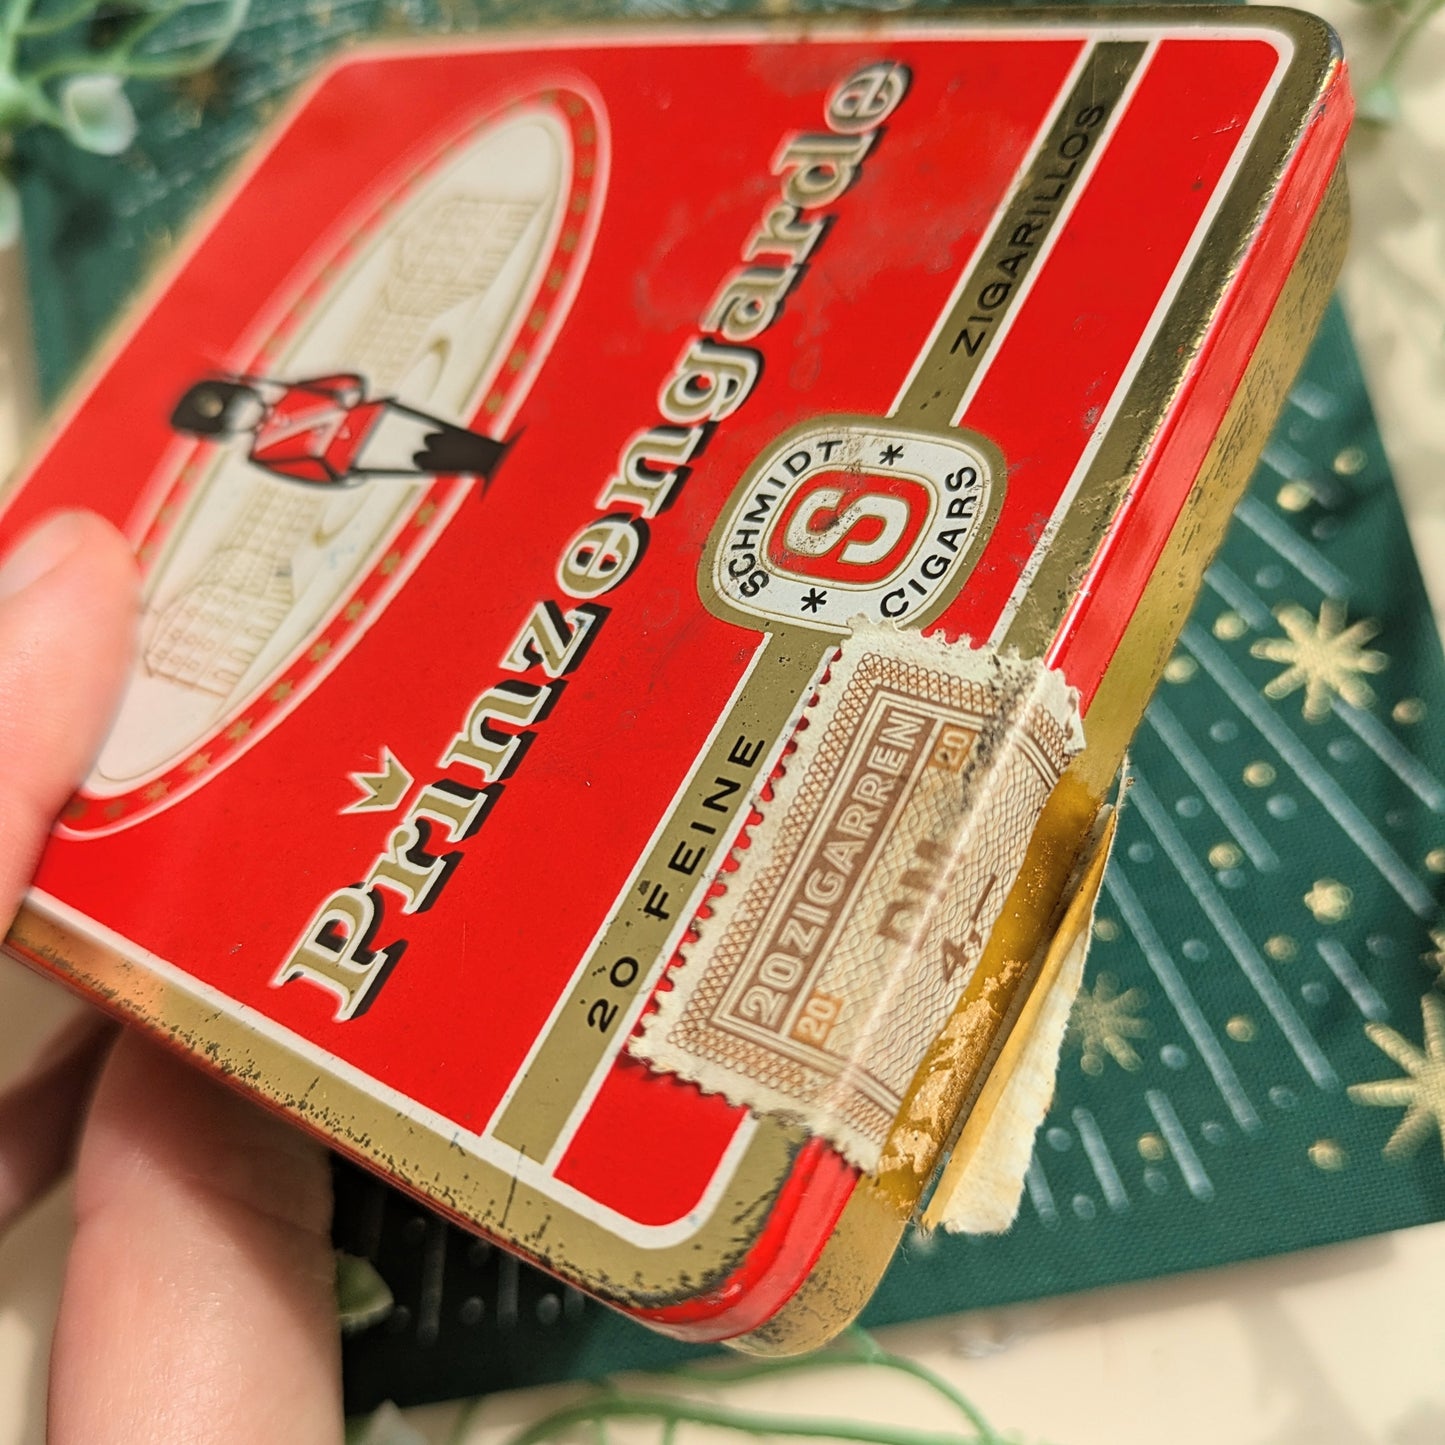 Prinzengarde
20 FEINE
SCHMIDT * CIGARS *
S
ZIGARILLOS
20 ZIGARREN
20
20
DM
4,—